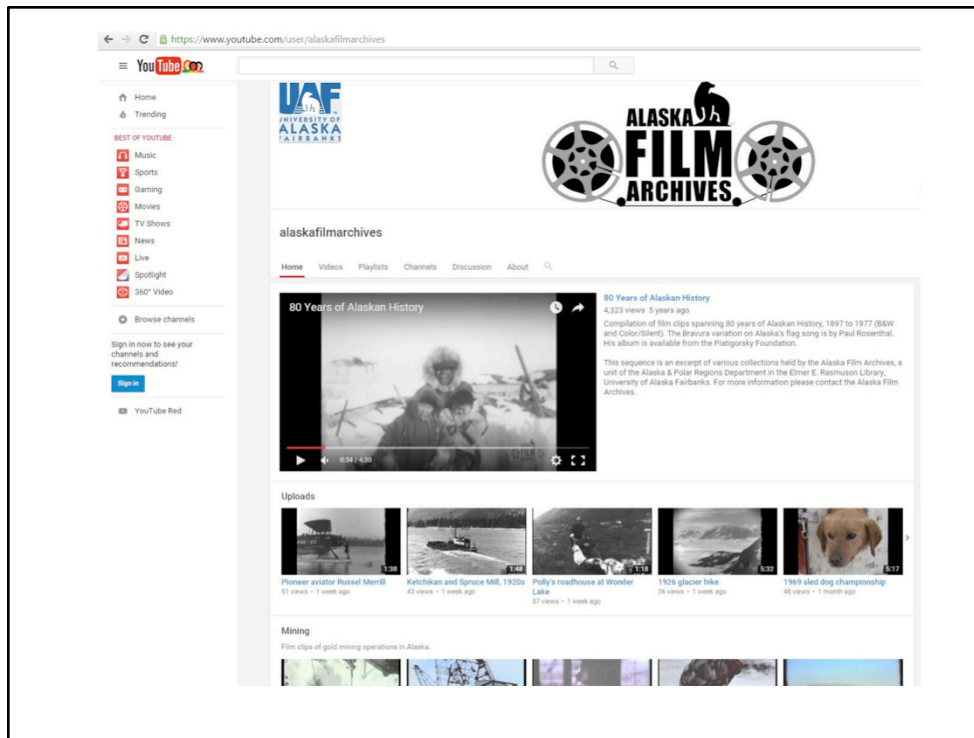 https://www.youtube.com/user/alaskafilmarchives
YouTube
Home
Trending
BEST OF YOUTUBE
Music
Sports
Gaming
Movies
TV Shows
News
Live
Spotlight
360° Video
Browse channels
Sign in now to see your
channels and
recommendations!
Sign in
YouTube Red
UAF
UNIVERSITY OF
ALASKA
FAIRBANKS
ALASKA
FILM
ARCHIVES
alaskafilmarchives
Home Videos Playlists Channels Discussion About
80 Years of Alaskan History
0:34 / 4:30
80 Years of Alaskan History
4,323 views 5 years ago
Compilation of film clips spanning 80 years of Alaskan History, 1897 to 1977 (B&W
and Color/Silent). The Bravura variation on Alaska's flag song is by Paul Rosenthal.
His album is available from the Piatigorsky Foundation.
This sequence is an excerpt of various collections held by the Alaska Film Archives, a
unit of the Alaska & Polar Regions Department in the Elmer E. Rasmuson Library,
University of Alaska Fairbanks. For more information please contact the Alaska Film
Archives.
Uploads
1:38
Pioneer aviator Russel Merrill
51 views • 1 week ago
1:48
Ketchikan and Spruce Mill, 1920s
43 views • 1 week ago
1:18
Polly's roadhouse at Wonder
Lake
57 views • 1 week ago
5:32
1926 glacier hike
36 views • 1 week ago
5:17
1969 sled dog championship
48 views • 1 month ago
Mining
Film clips of gold mining operations in Alaska.